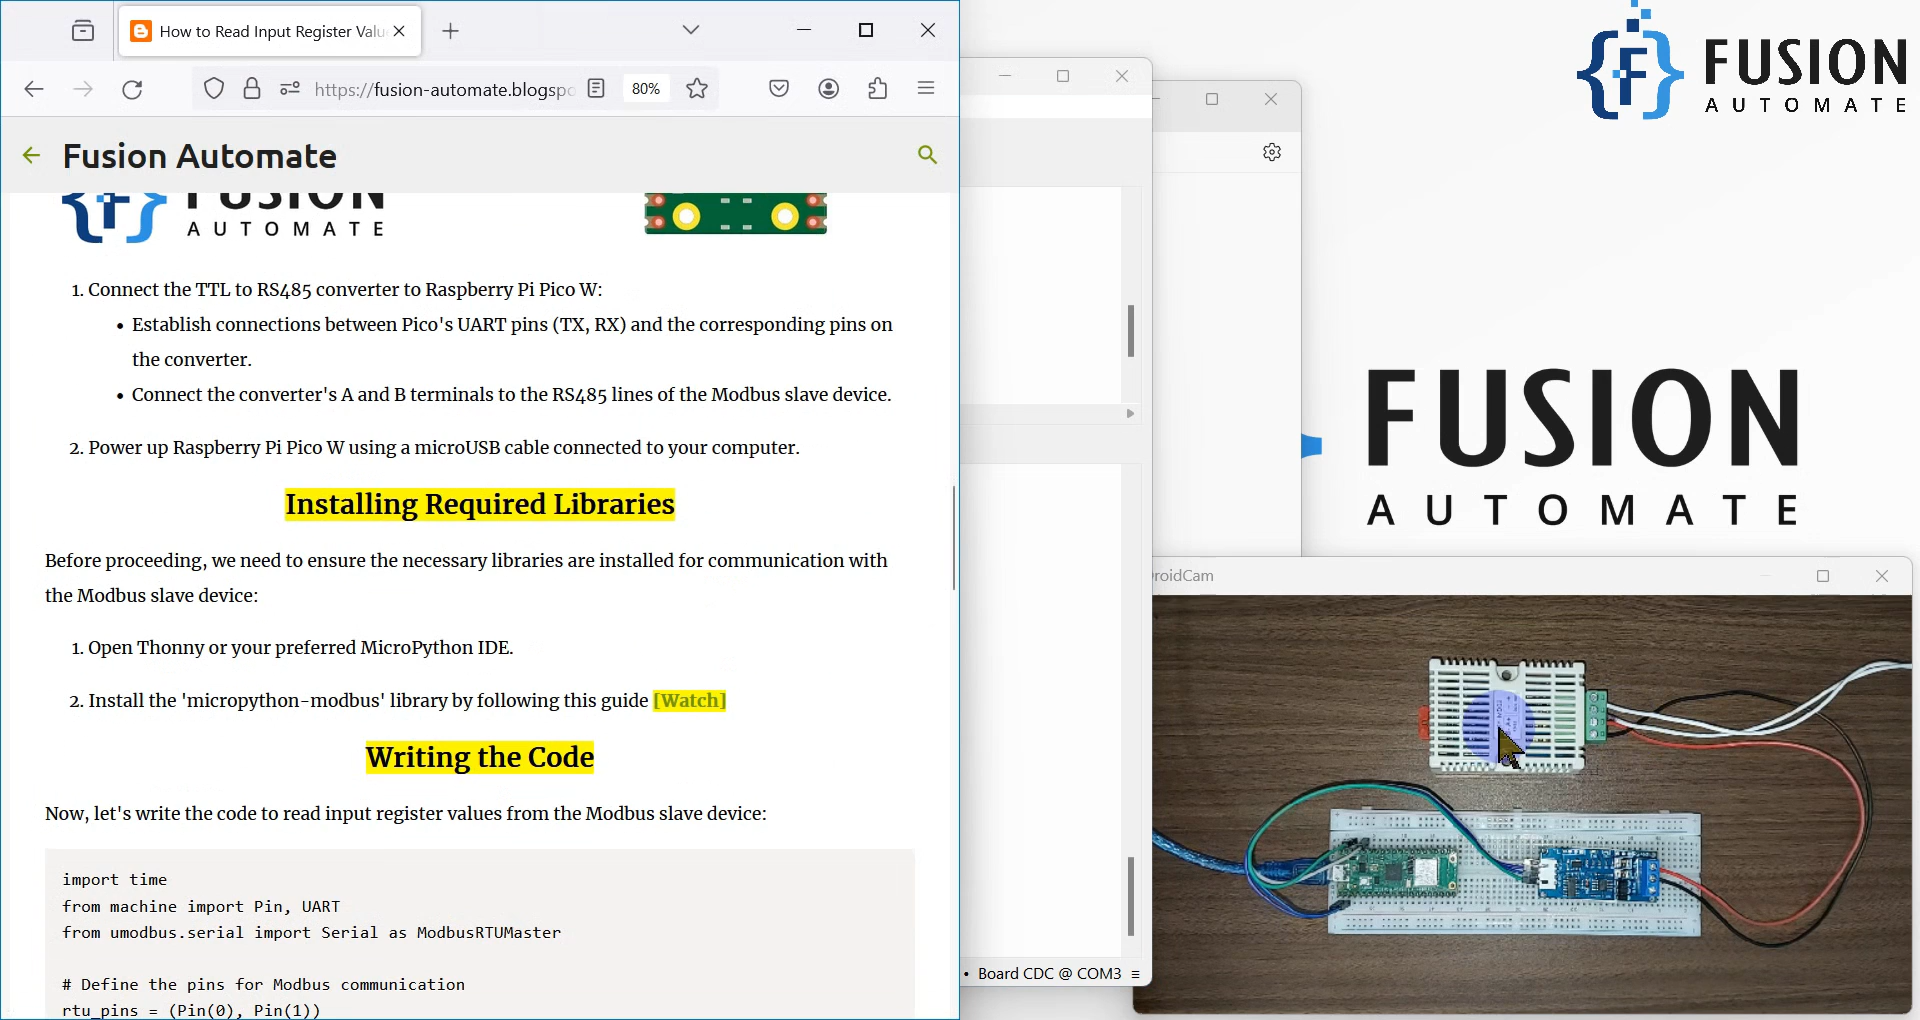 How to Read Input Register Valu
https://fusion-automate.blogspo
80%
Fusion Automate
FUSION
AUTOMATE
1. Connect the TTL to RS485 converter to Raspberry Pi Pico W:
• Establish connections between Pico's UART pins (TX, RX) and the corresponding pins on
the converter.
• Connect the converter's A and B terminals to the RS485 lines of the Modbus slave device.
2. Power up Raspberry Pi Pico W using a microUSB cable connected to your computer.
Installing Required Libraries
Before proceeding, we need to ensure the necessary libraries are installed for communication with
the Modbus slave device:
1. Open Thonny or your preferred MicroPython IDE.
2. Install the 'micropython-modbus' library by following this guide [Watch]
Writing the Code
Now, let's write the code to read input register values from the Modbus slave device:
import time
from machine import Pin, UART
from umodbus.serial import Serial as ModbusRTUMaster
# Define the pins for Modbus communication
rtu_pins = (Pin(0), Pin(1))
• Board CDC @ COM3 ≡
FUSION
AUTOMATE
FUSION
AUTOMATE
roidCam